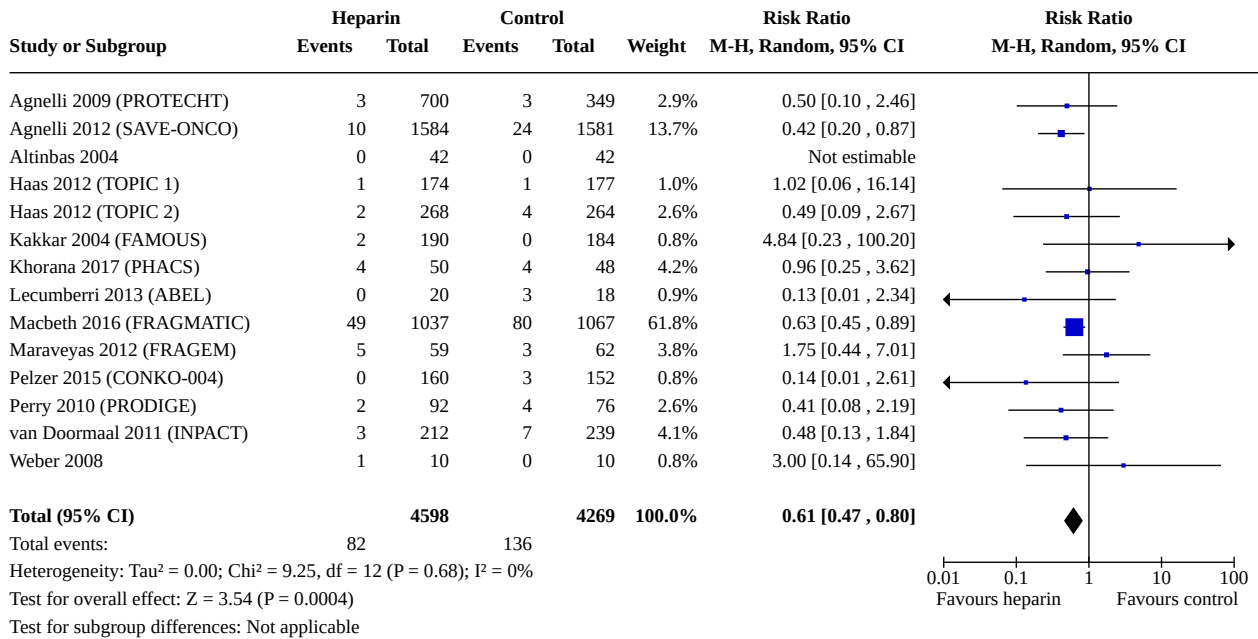 Heparin Control Risk Ratio Risk Ratio
Study or Subgroup Events Total Events Total Weight M-H, Random, 95% CI M-H, Random, 95% CI
Agnelli 2009 (PROTECHT) 3 700 3 349 2.9% 0.50 [0.10 , 2.46]
Agnelli 2012 (SAVE-ONCO) 10 1584 24 1581 13.7% 0.42 [0.20 , 0.87]
Altinbas 2004 0 42 0 42 Not estimable
Haas 2012 (TOPIC 1) 1 174 1 177 1.0% 1.02 [0.06 , 16.14]
Haas 2012 (TOPIC 2) 2 268 4 264 2.6% 0.49 [0.09 , 2.67]
Kakkar 2004 (FAMOUS) 2 190 0 184 0.8% 4.84 [0.23 , 100.20]
Khorana 2017 (PHACS) 4 50 4 48 4.2% 0.96 [0.25 , 3.62]
Lecumberri 2013 (ABEL) 0 20 3 18 0.9% 0.13 [0.01 , 2.34]
Macbeth 2016 (FRAGMATIC) 49 1037 80 1067 61.8% 0.63 [0.45 , 0.89]
Maraveyas 2012 (FRAGEM) 5 59 3 62 3.8% 1.75 [0.44 , 7.01]
Pelzer 2015 (CONKO-004) 0 160 3 152 0.8% 0.14 [0.01 , 2.61]
Perry 2010 (PRODIGE) 2 92 4 76 2.6% 0.41 [0.08 , 2.19]
van Doormaal 2011 (INPACT) 3 212 7 239 4.1% 0.48 [0.13 , 1.84]
Weber 2008 1 10 0 10 0.8% 3.00 [0.14 , 65.90]
Total (95% CI) 4598 4269 100.0% 0.61 [0.47 , 0.80]
Total events: 82 136
Heterogeneity: Tau² = 0.00; Chi² = 9.25, df = 12 (P = 0.68); I² = 0%
Test for overall effect: Z = 3.54 (P = 0.0004)
Test for subgroup differences: Not applicable
0.01 0.1 1 10 100
Favours heparin Favours control